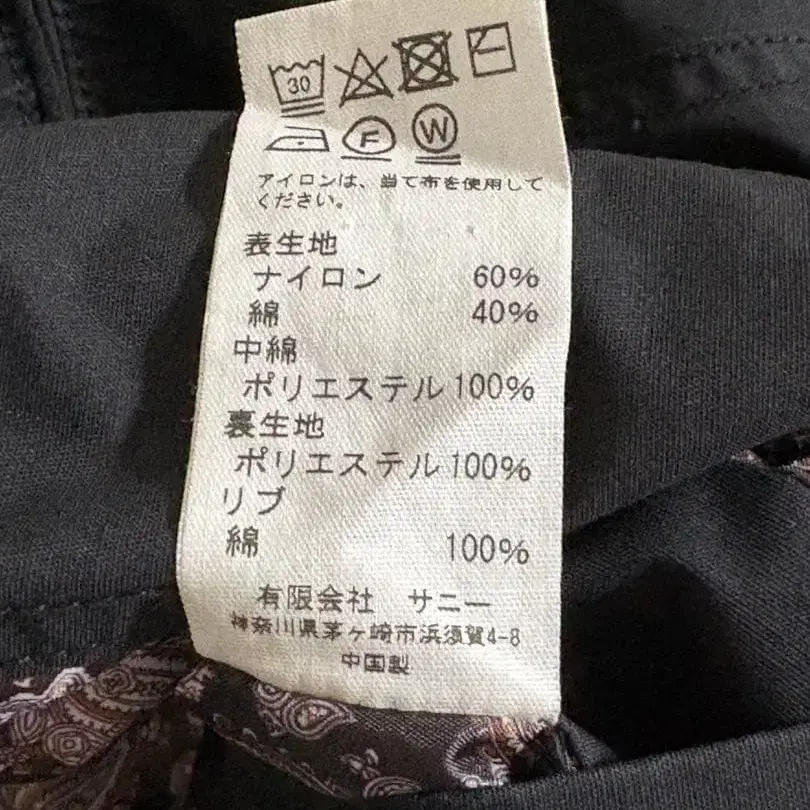 30
F W
アイロンは、当て布を使用して
ください。
表生地
ナイロン 60%
綿 40%
中綿
ポリエステル 100%
裏生地
ポリエステル 100%
リブ
綿 100%
有限会社 サニー
神奈川県茅ヶ崎市浜須賀4-8
中国製